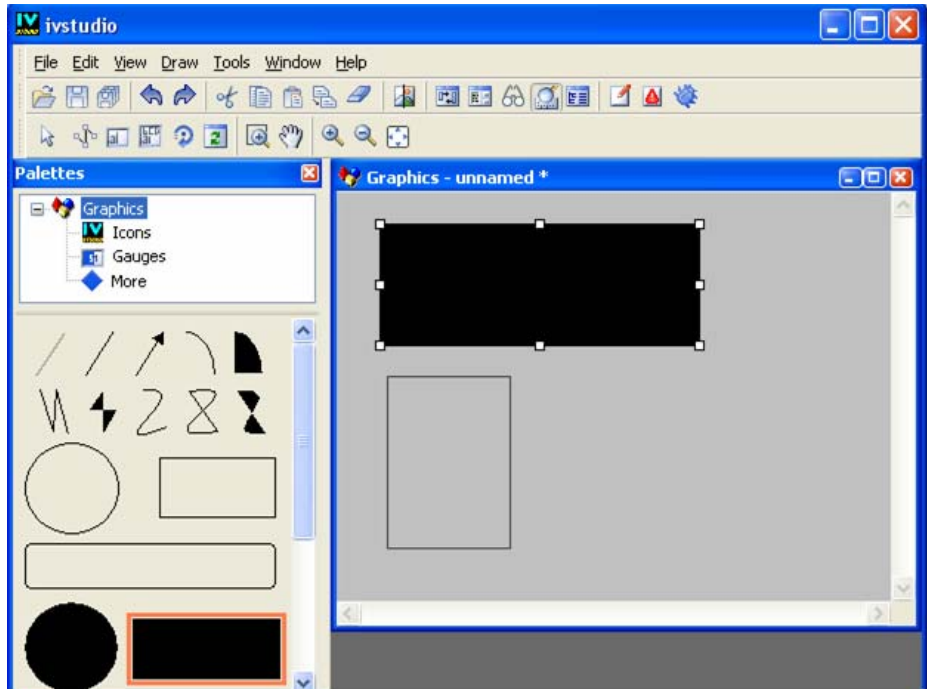 ivstudio
File Edit View Draw Tools Window Help
Palettes
Graphics
Icons
Gauges
More
Graphics - unnamed *